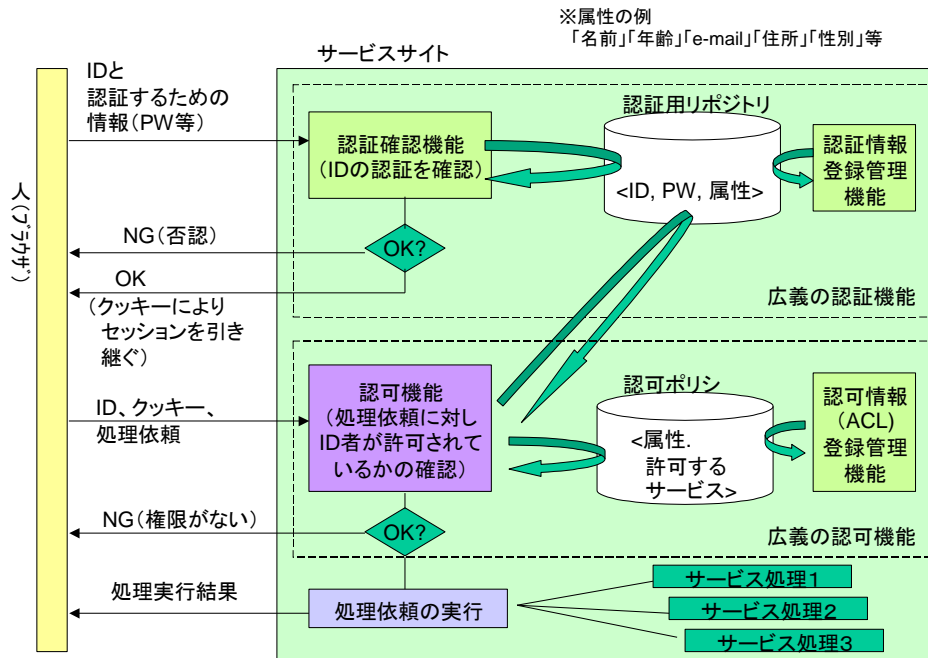 ※属性の例
「名前」「年齢」「e-mail」「住所」「性別」等
サービスサイト
人(ﾌﾞﾗｳｻﾞ)
IDと
認証するための
情報(PW等)
認証確認機能
(IDの認証を確認)
認証用リポジトリ
<ID, PW, 属性>
認証情報
登録管理
機能
NG(否認)
OK?
OK
(クッキーにより
セッションを引き
継ぐ)
広義の認証機能
ID、クッキー、
処理依頼
認可機能
(処理依頼に対し
ID者が許可されて
いるかの確認)
認可ポリシ
<属性.
許可する
サービス>
認可情報
(ACL)
登録管理
機能
NG(権限がない)
OK?
広義の認可機能
処理実行結果
処理依頼の実行
サービス処理1
サービス処理2
サービス処理3